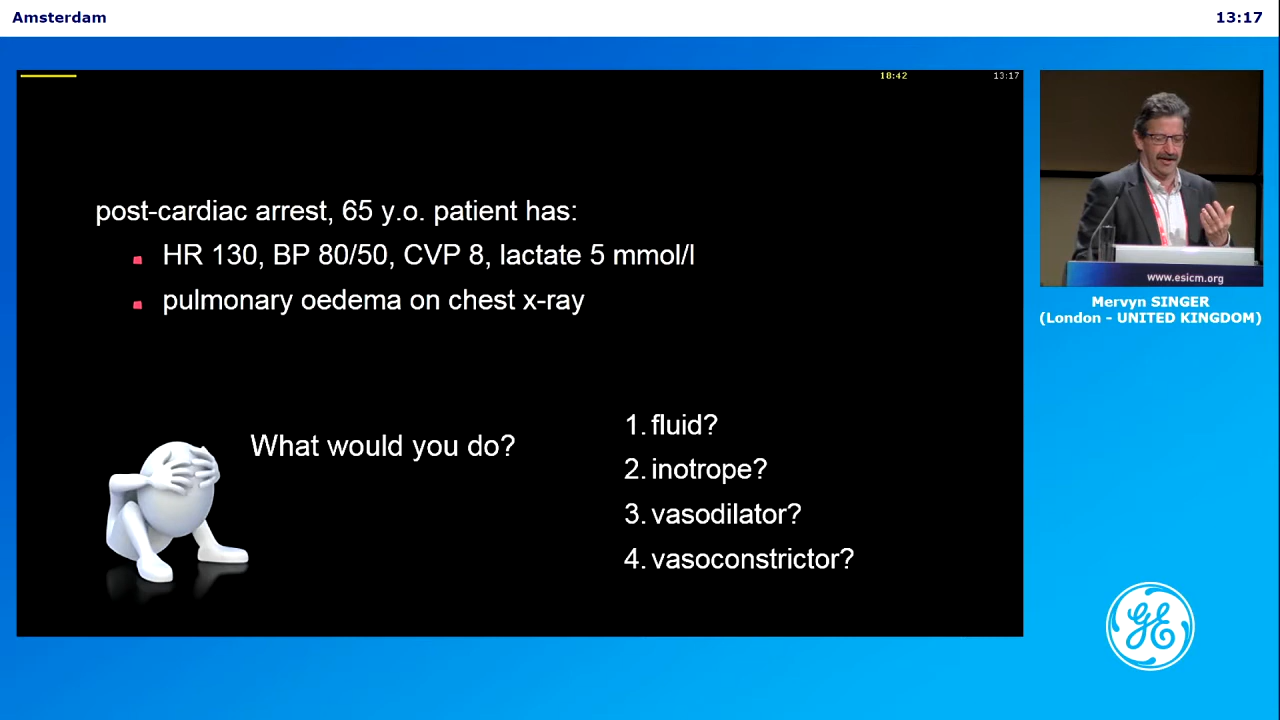 Amsterdam
13:17
18:42
13:17
post-cardiac arrest, 65 y.o. patient has:
HR 130, BP 80/50, CVP 8, lactate 5 mmol/l
pulmonary oedema on chest x-ray
What would you do?
1. fluid?
2. inotrope?
3. vasodilator?
4. vasoconstrictor?
www.esicm.org
Mervyn SINGER
(London - UNITED KINGDOM)
GE